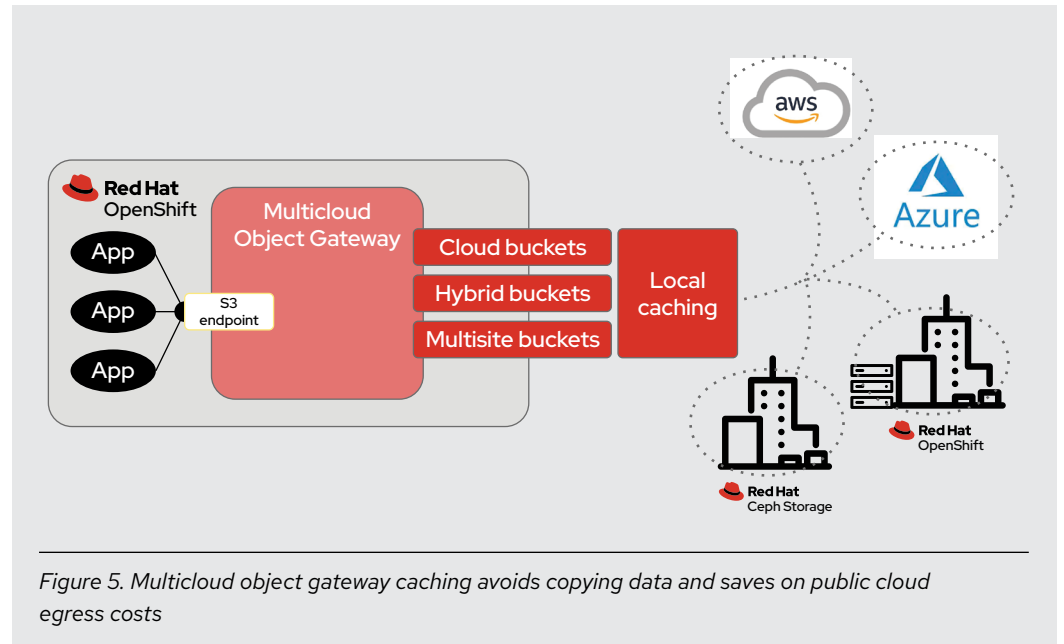 aws
Azure
Red Hat
OpenShift
Multicloud
Object Gateway
App
App
App
S3
endpoint
Cloud buckets
Hybrid buckets
Multisite buckets
Local
caching
Red Hat
OpenShift
Red Hat
Ceph Storage
Figure 5. Multicloud object gateway caching avoids copying data and saves on public cloud
egress costs